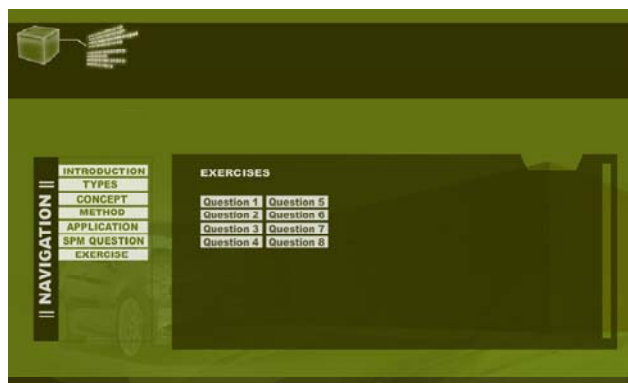 || NAVIGATION ||
INTRODUCTION
TYPES
CONCEPT
METHOD
APPLICATION
SPM QUESTION
EXERCISE
EXERCISES
Question 1 Question 5
Question 2 Question 6
Question 3 Question 7
Question 4 Question 8